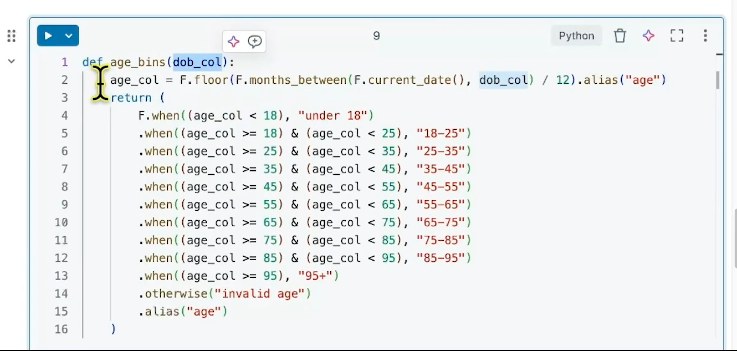 9
Python
1 def age_bins(dob_col):
2 age_col = F.floor(F.months_between(F.current_date(), dob_col) / 12).alias("age")
3 return (
4 F.when((age_col < 18), "under 18")
5 .when((age_col >= 18) & (age_col < 25), "18-25")
6 .when((age_col >= 25) & (age_col < 35), "25-35")
7 .when((age_col >= 35) & (age_col < 45), "35-45")
8 .when((age_col >= 45) & (age_col < 55), "45-55")
9 .when((age_col >= 55) & (age_col < 65), "55-65")
10 .when((age_col >= 65) & (age_col < 75), "65-75")
11 .when((age_col >= 75) & (age_col < 85), "75-85")
12 .when((age_col >= 85) & (age_col < 95), "85-95")
13 .when((age_col >= 95), "95+")
14 .otherwise("invalid age")
15 .alias("age")
16 )